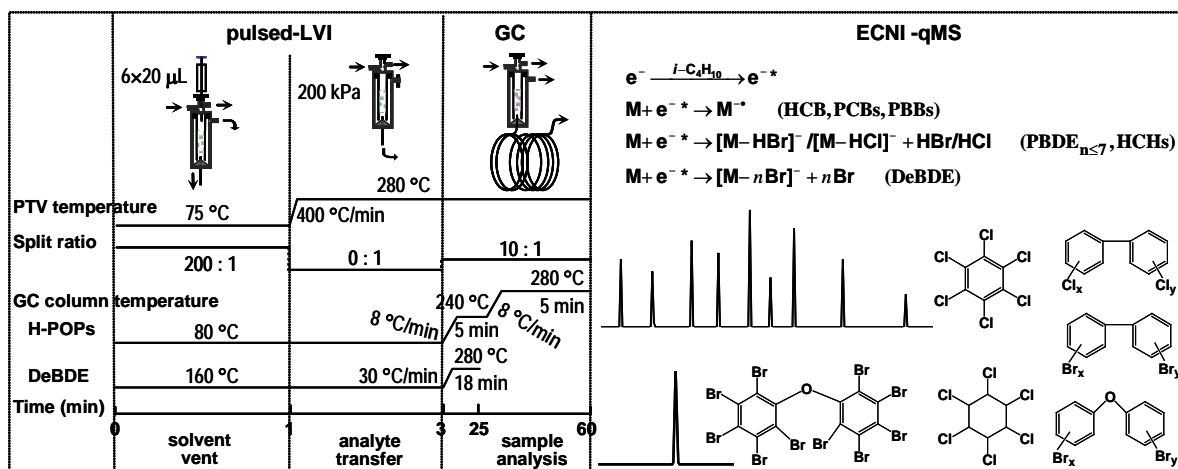 pulsed-LVI
GC
ECNI -qMS
6×20 μL
200 kPa
e⁻ i–C₄H₁₀ → e⁻ *
M+ e⁻ * → M⁻• (HCB, PCBs, PBBs)
M+ e⁻ * → [M–HBr]⁻ /[M–HCl]⁻ + HBr/HCl (PBDEₙ≤₇, HCHs)
M+ e⁻ * → [M–nBr]⁻ + nBr (DeBDE)
PTV temperature
75 °C
400 °C/min
280 °C
Split ratio
200 : 1
0 : 1
10 : 1
GC column temperature
H-POPs
80 °C
8 °C/min
240 °C
5 min
8 °C/min
280 °C
5 min
DeBDE
160 °C
30 °C/min
280 °C
18 min
Time (min)
0
1
3
25
60
solvent
vent
analyte
transfer
sample
analysis
Cl
Cl
Cl
Cl
Cl
Cl
Clₓ
Clᵧ
Brₓ
Brᵧ
Br
Br
Br
Br
Br
O
Br
Br
Br
Br
Br
Cl
Cl
Cl
Cl
Cl
Cl
O
Brₓ
Brᵧ